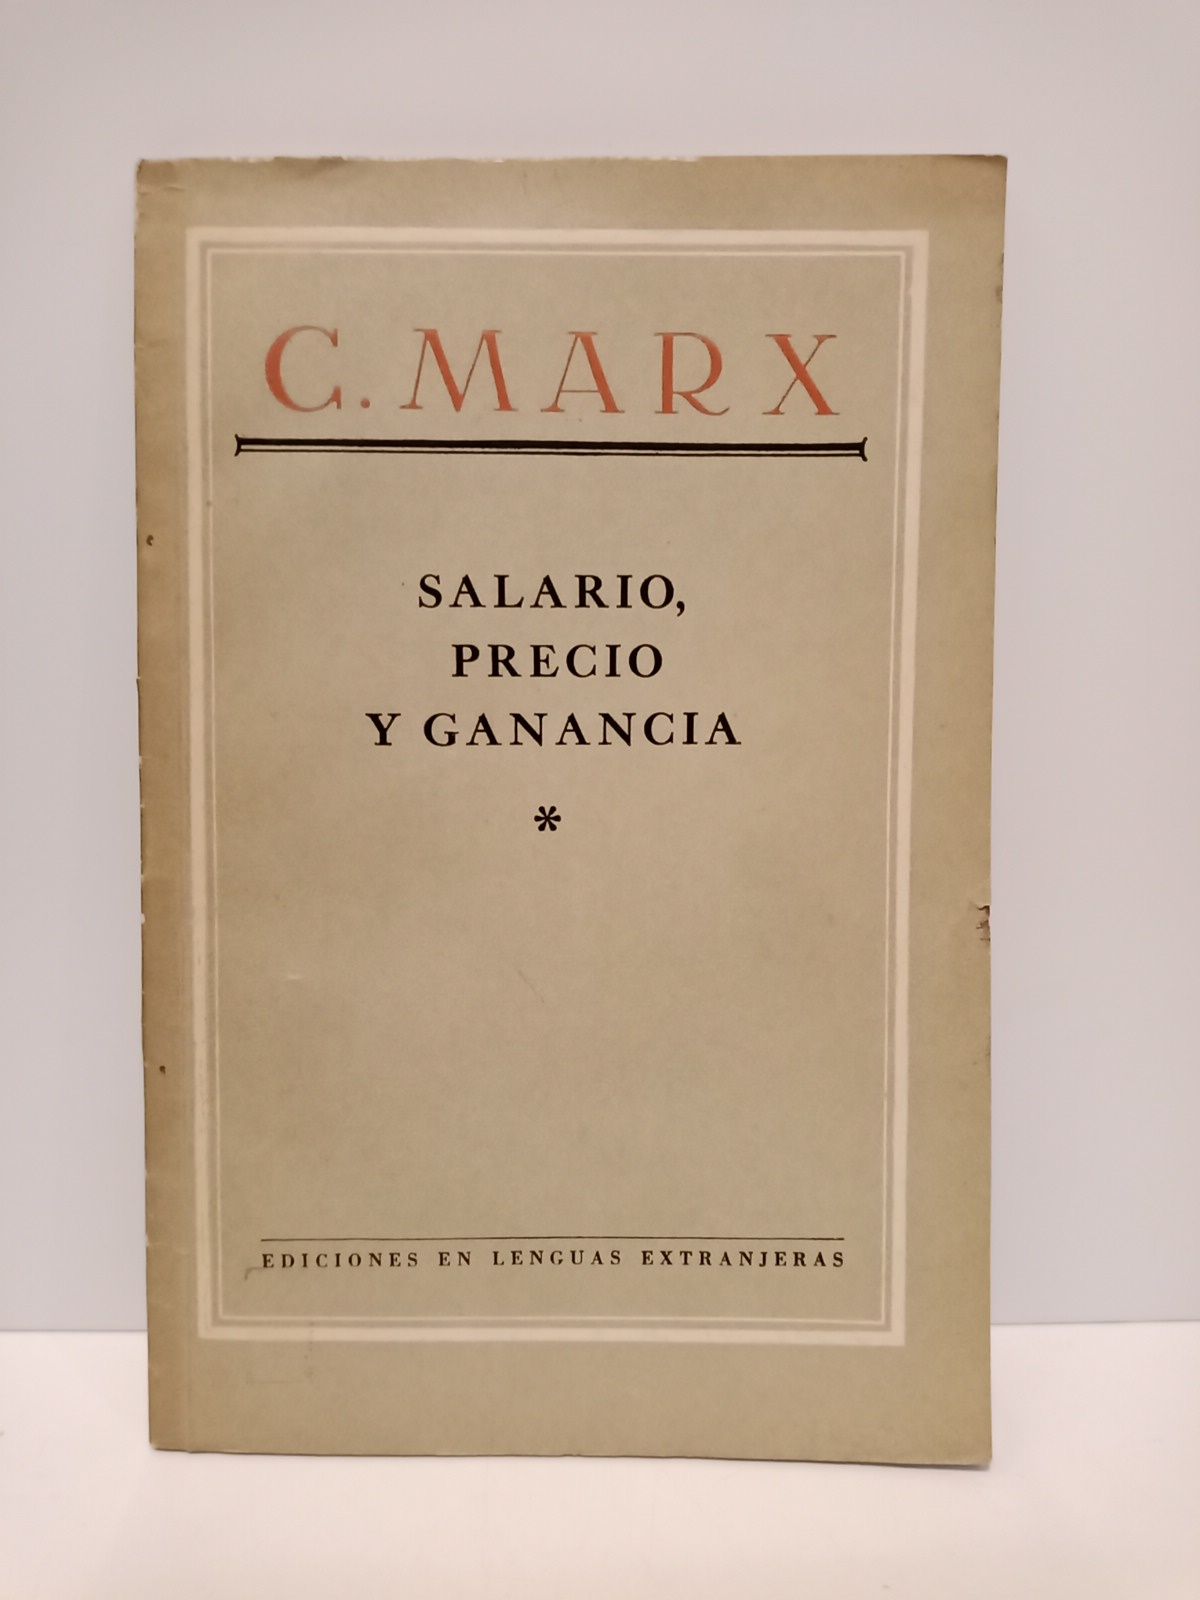 C. MARX
SALARIO,
PRECIO
Y GANANCIA
*
EDICIONES EN LENGUAS EXTRANJERAS